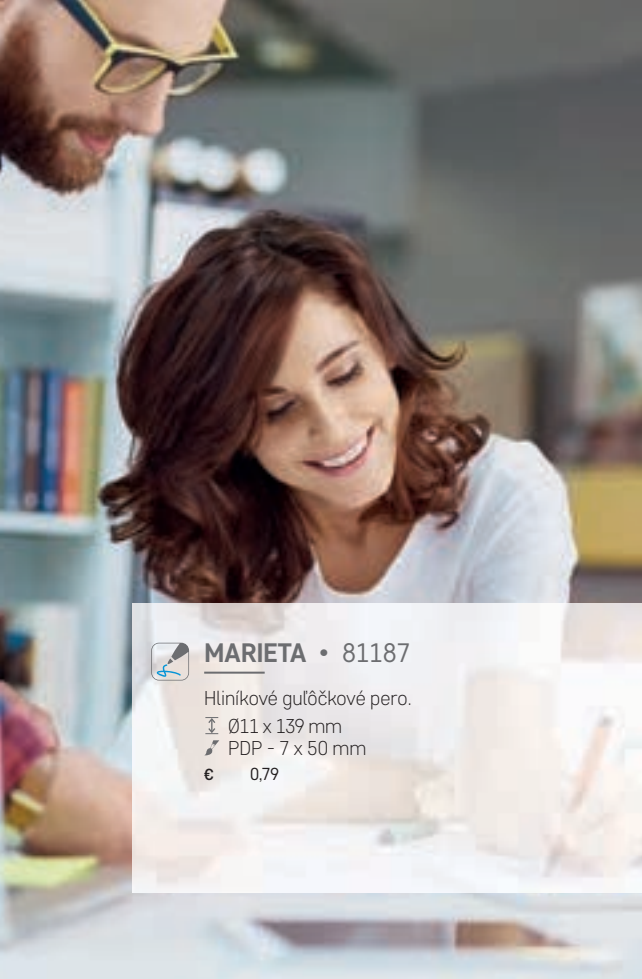 MARIETA • 81187
Hliníkové guľôčkové pero.
Ø11 x 139 mm
PDP - 7 x 50 mm
€ 0,79